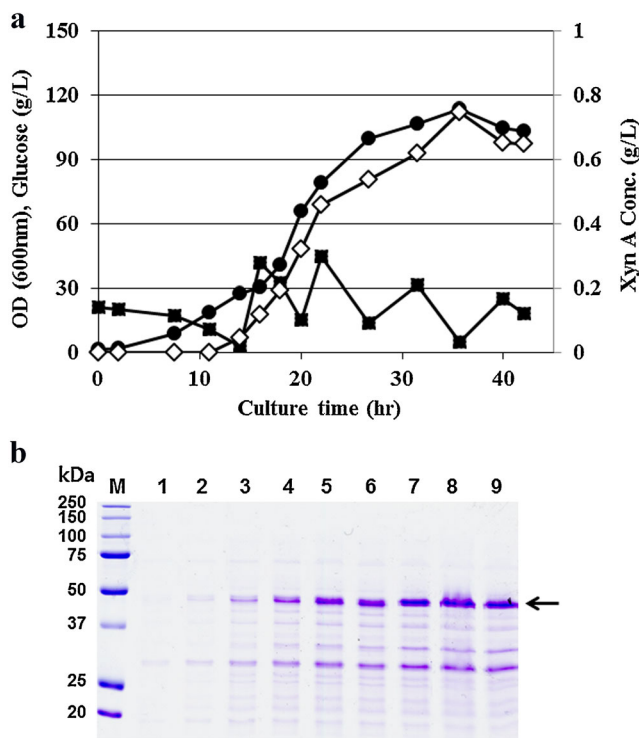 a
150
120
90
60
30
0
OD (600nm), Glucose (g/L)
1
0.8
0.6
0.4
0.2
0
Xyn A Conc. (g/L)
0 10 20 30 40
Culture time (hr)
b
kDa M 1 2 3 4 5 6 7 8 9
250
150
100
75
50
37
25
20